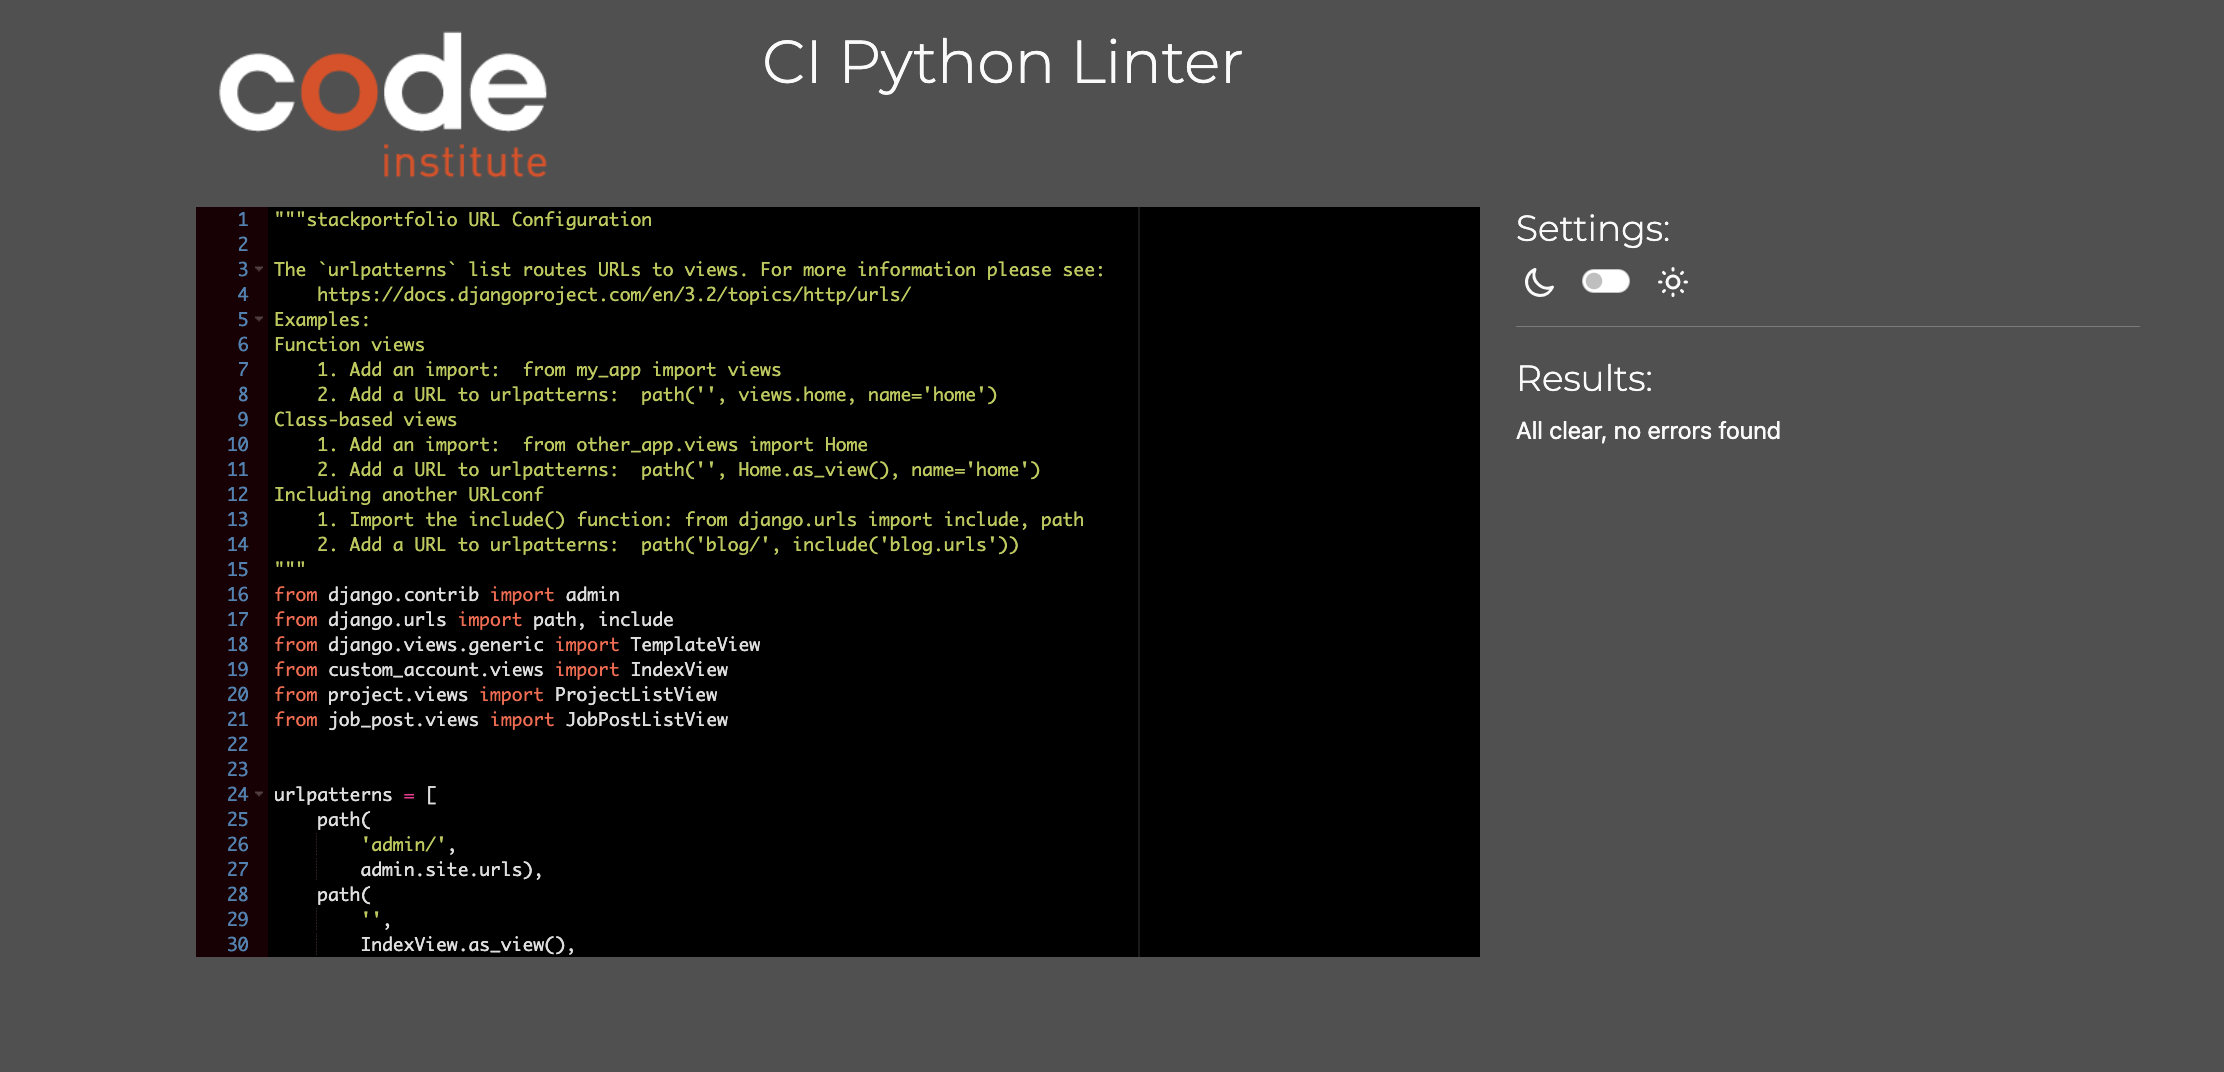 code
institute
CI Python Linter
1 """stackportfolio URL Configuration
2
3 The `urlpatterns` list routes URLs to views. For more information please see:
4     https://docs.djangoproject.com/en/3.2/topics/http/urls/
5 Examples:
6 Function views
7     1. Add an import:  from my_app import views
8     2. Add a URL to urlpatterns:  path('', views.home, name='home')
9 Class-based views
10     1. Add an import:  from other_app.views import Home
11     2. Add a URL to urlpatterns:  path('', Home.as_view(), name='home')
12 Including another URLconf
13     1. Import the include() function: from django.urls import include, path
14     2. Add a URL to urlpatterns:  path('blog/', include('blog.urls'))
15 """
16 from django.contrib import admin
17 from django.urls import path, include
18 from django.views.generic import TemplateView
19 from custom_account.views import IndexView
20 from project.views import ProjectListView
21 from job_post.views import JobPostListView
22
23
24 urlpatterns = [
25     path(
26         'admin/',
27         admin.site.urls),
28     path(
29         '',
30         IndexView.as_view(),
Settings:
Results:
All clear, no errors found